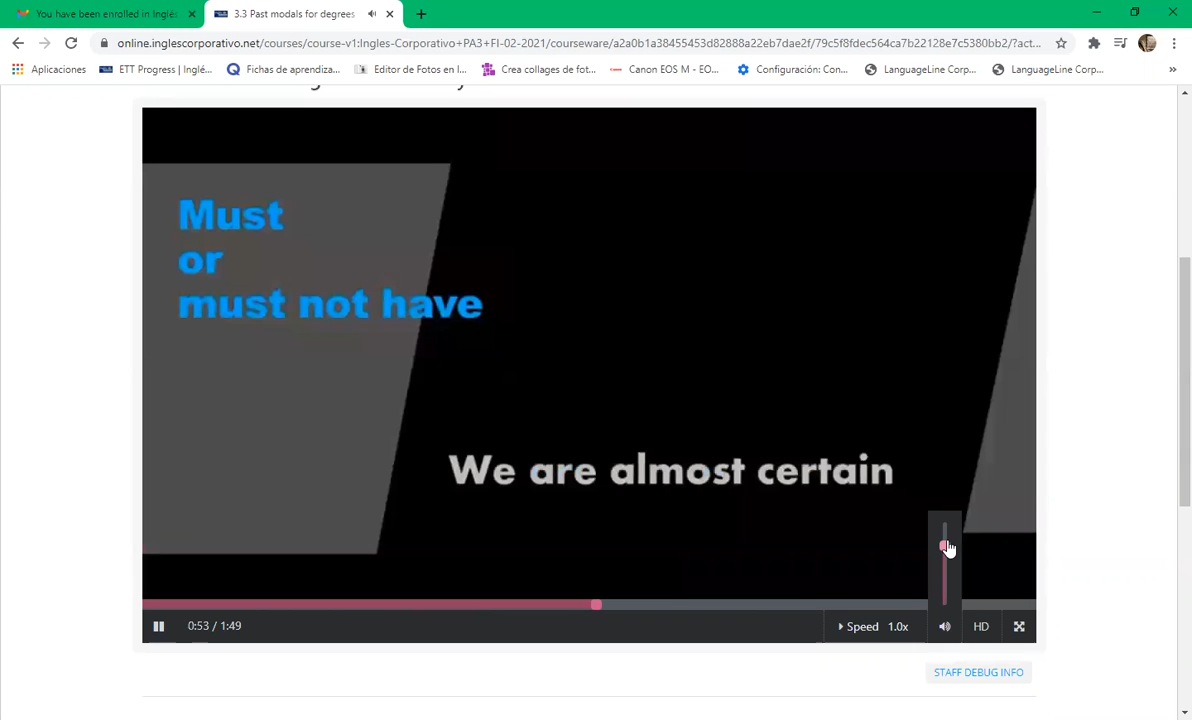 You have been enrolled in Inglés
3.3 Past modals for degrees
online.inglescorporativo.net/courses/course-v1:Ingles-Corporativo+PA3+FI-02-2021/courseware/a2a0b1a38455453d82888a22eb7dae2f/79c5f8fdec564ca7b22128e7c5380bb2/?act...
Aplicaciones
ETT Progress | Inglé...
Fichas de aprendiza...
Editor de Fotos en l...
Crea collages de fot...
Canon EOS M - EO...
Configuración: Con...
LanguageLine Corp...
LanguageLine Corp...
»
Must
or
must not have
We are almost certain
0:53 / 1:49
Speed 1.0x
HD
STAFF DEBUG INFO